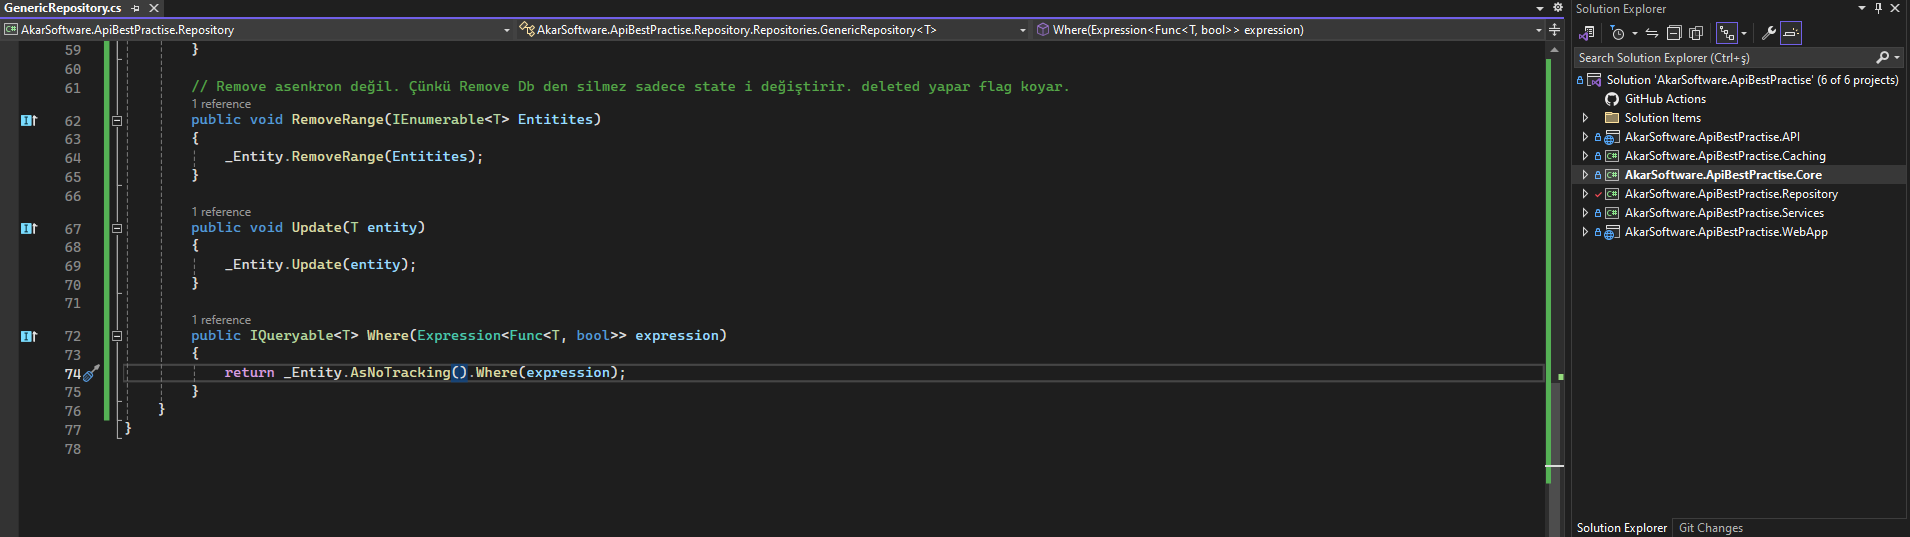 GenericRepository.cs
AkarSoftware.ApiBestPractise.Repository
AkarSoftware.ApiBestPractise.Repository.Repositories.GenericRepository<T>
Where(Expression<Func<T, bool>> expression)
59 }
60
61 // Remove asenkron değil. Çünkü Remove Db den silmez sadece state i değiştirir. deleted yapar flag koyar.
1 reference
62 public void RemoveRange(IEnumerable<T> Entitites)
63 {
64 _Entity.RemoveRange(Entitites);
65 }
66
1 reference
67 public void Update(T entity)
68 {
69 _Entity.Update(entity);
70 }
71
1 reference
72 public IQueryable<T> Where(Expression<Func<T, bool>> expression)
73 {
74 return _Entity.AsNoTracking().Where(expression);
75 }
76 }
77 }
78
Solution Explorer
Search Solution Explorer (Ctrl+ş)
Solution 'AkarSoftware.ApiBestPractise' (6 of 6 projects)
GitHub Actions
Solution Items
AkarSoftware.ApiBestPractise.API
AkarSoftware.ApiBestPractise.Caching
AkarSoftware.ApiBestPractise.Core
AkarSoftware.ApiBestPractise.Repository
AkarSoftware.ApiBestPractise.Services
AkarSoftware.ApiBestPractise.WebApp
Solution Explorer
Git Changes